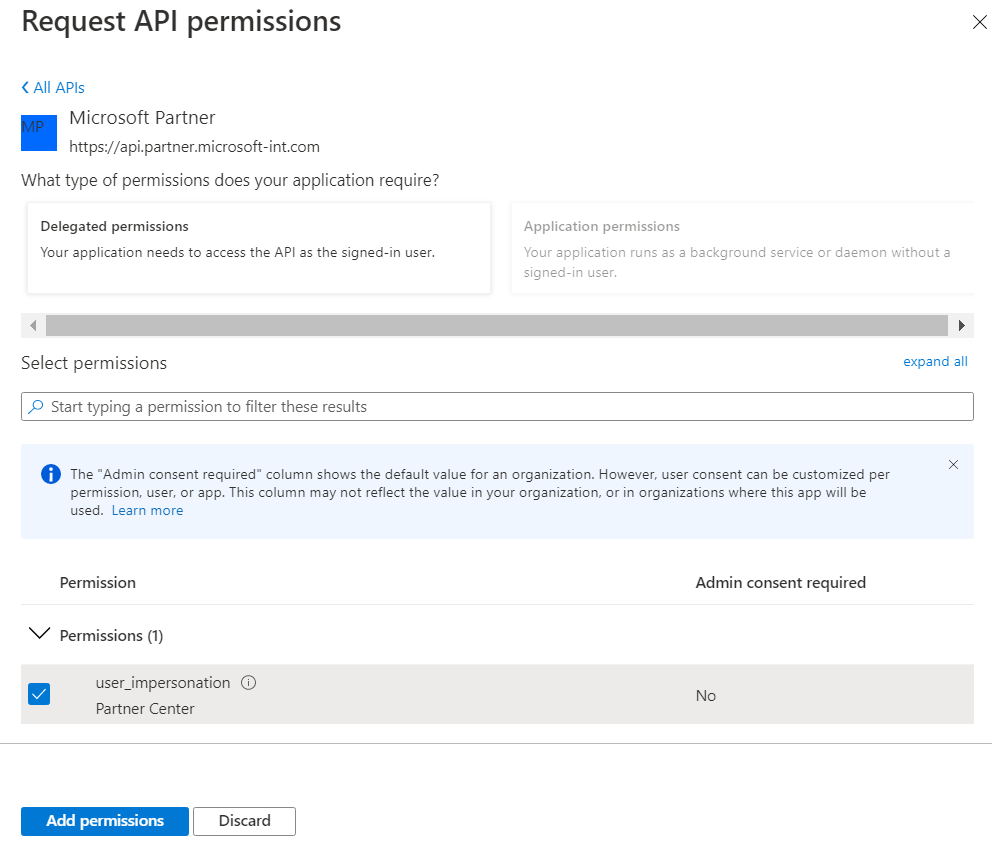 Request API permissions
All APIs
MP
Microsoft Partner
https://api.partner.microsoft-int.com
What type of permissions does your application require?
Delegated permissions
Your application needs to access the API as the signed-in user.
Application permissions
Your application runs as a background service or daemon without a
signed-in user.
Select permissions
expand all
Start typing a permission to filter these results
The "Admin consent required" column shows the default value for an organization. However, user consent can be customized per
permission, user, or app. This column may not reflect the value in your organization, or in organizations where this app will be
used. Learn more
Permission
Admin consent required
Permissions (1)
user_impersonation
Partner Center
No
Add permissions
Discard